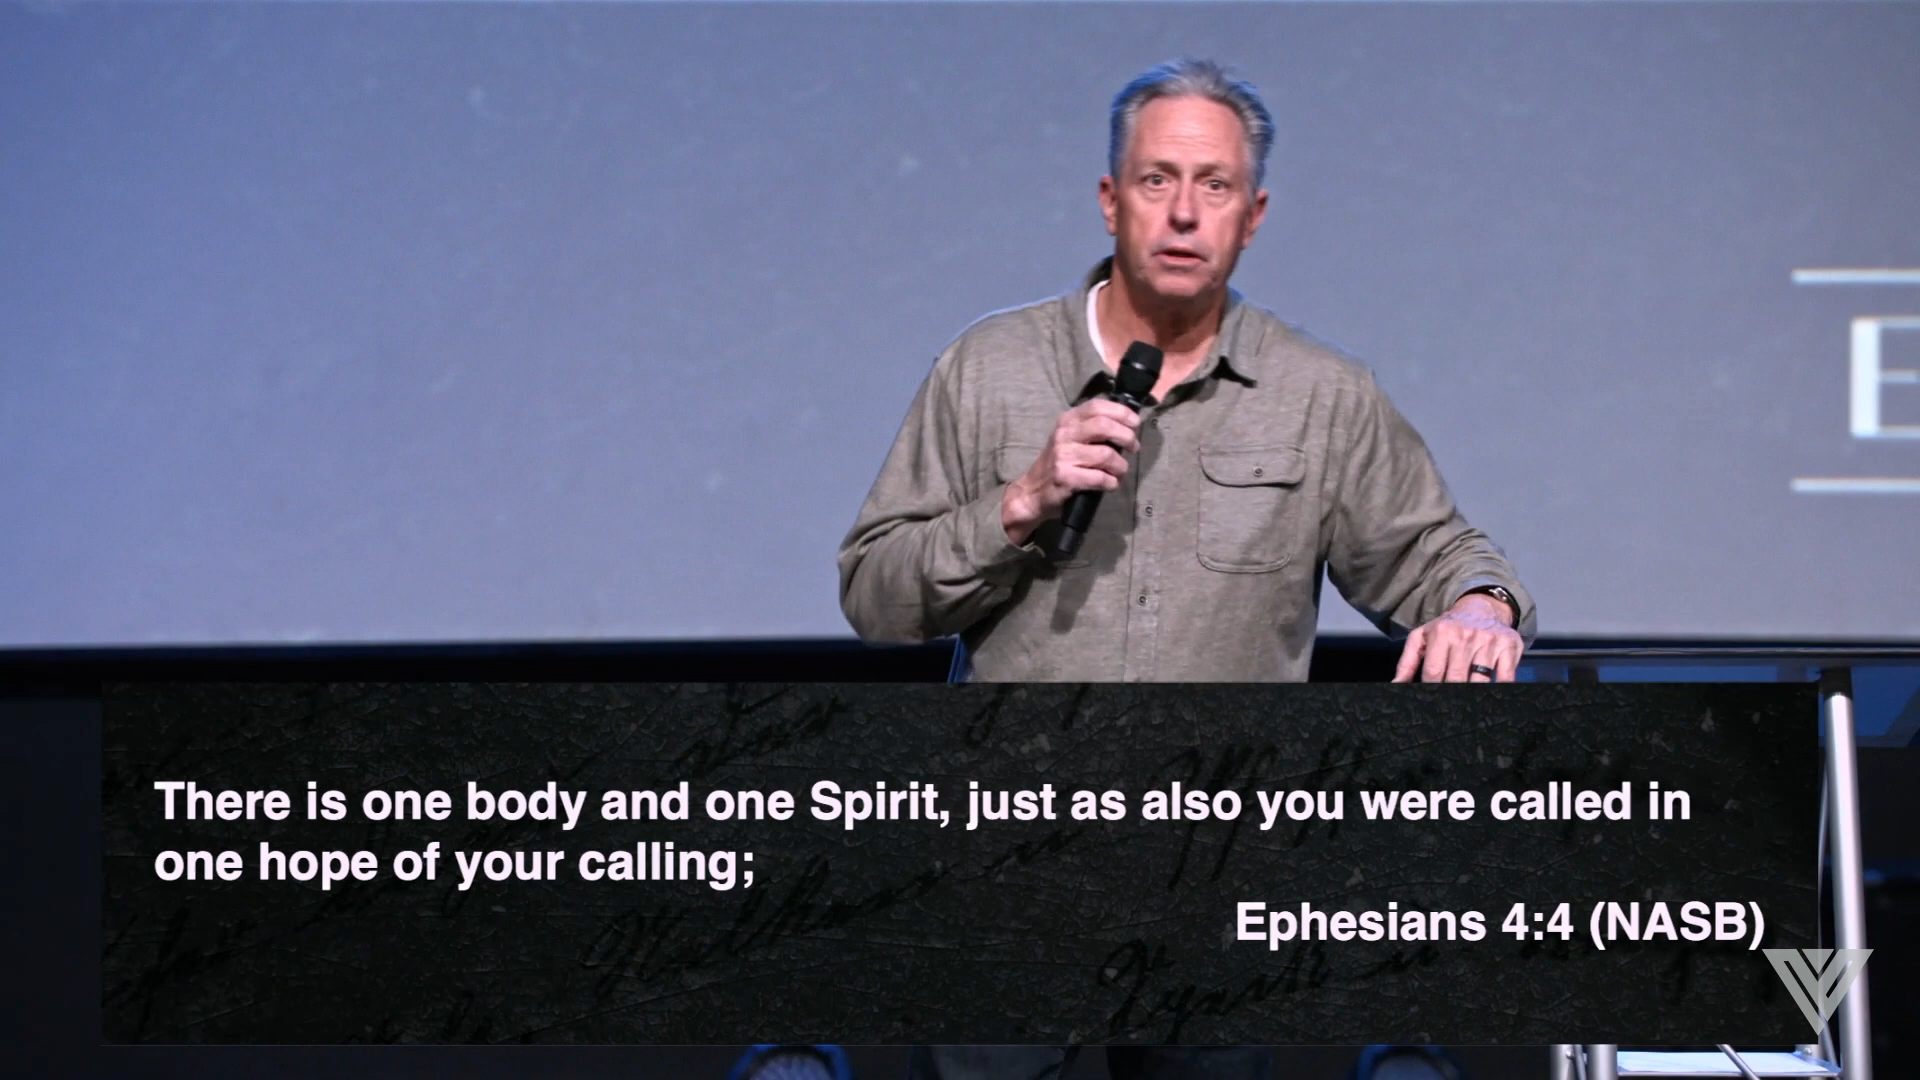 E
There is one body and one Spirit, just as also you were called in
one hope of your calling;
Ephesians 4:4 (NASB)